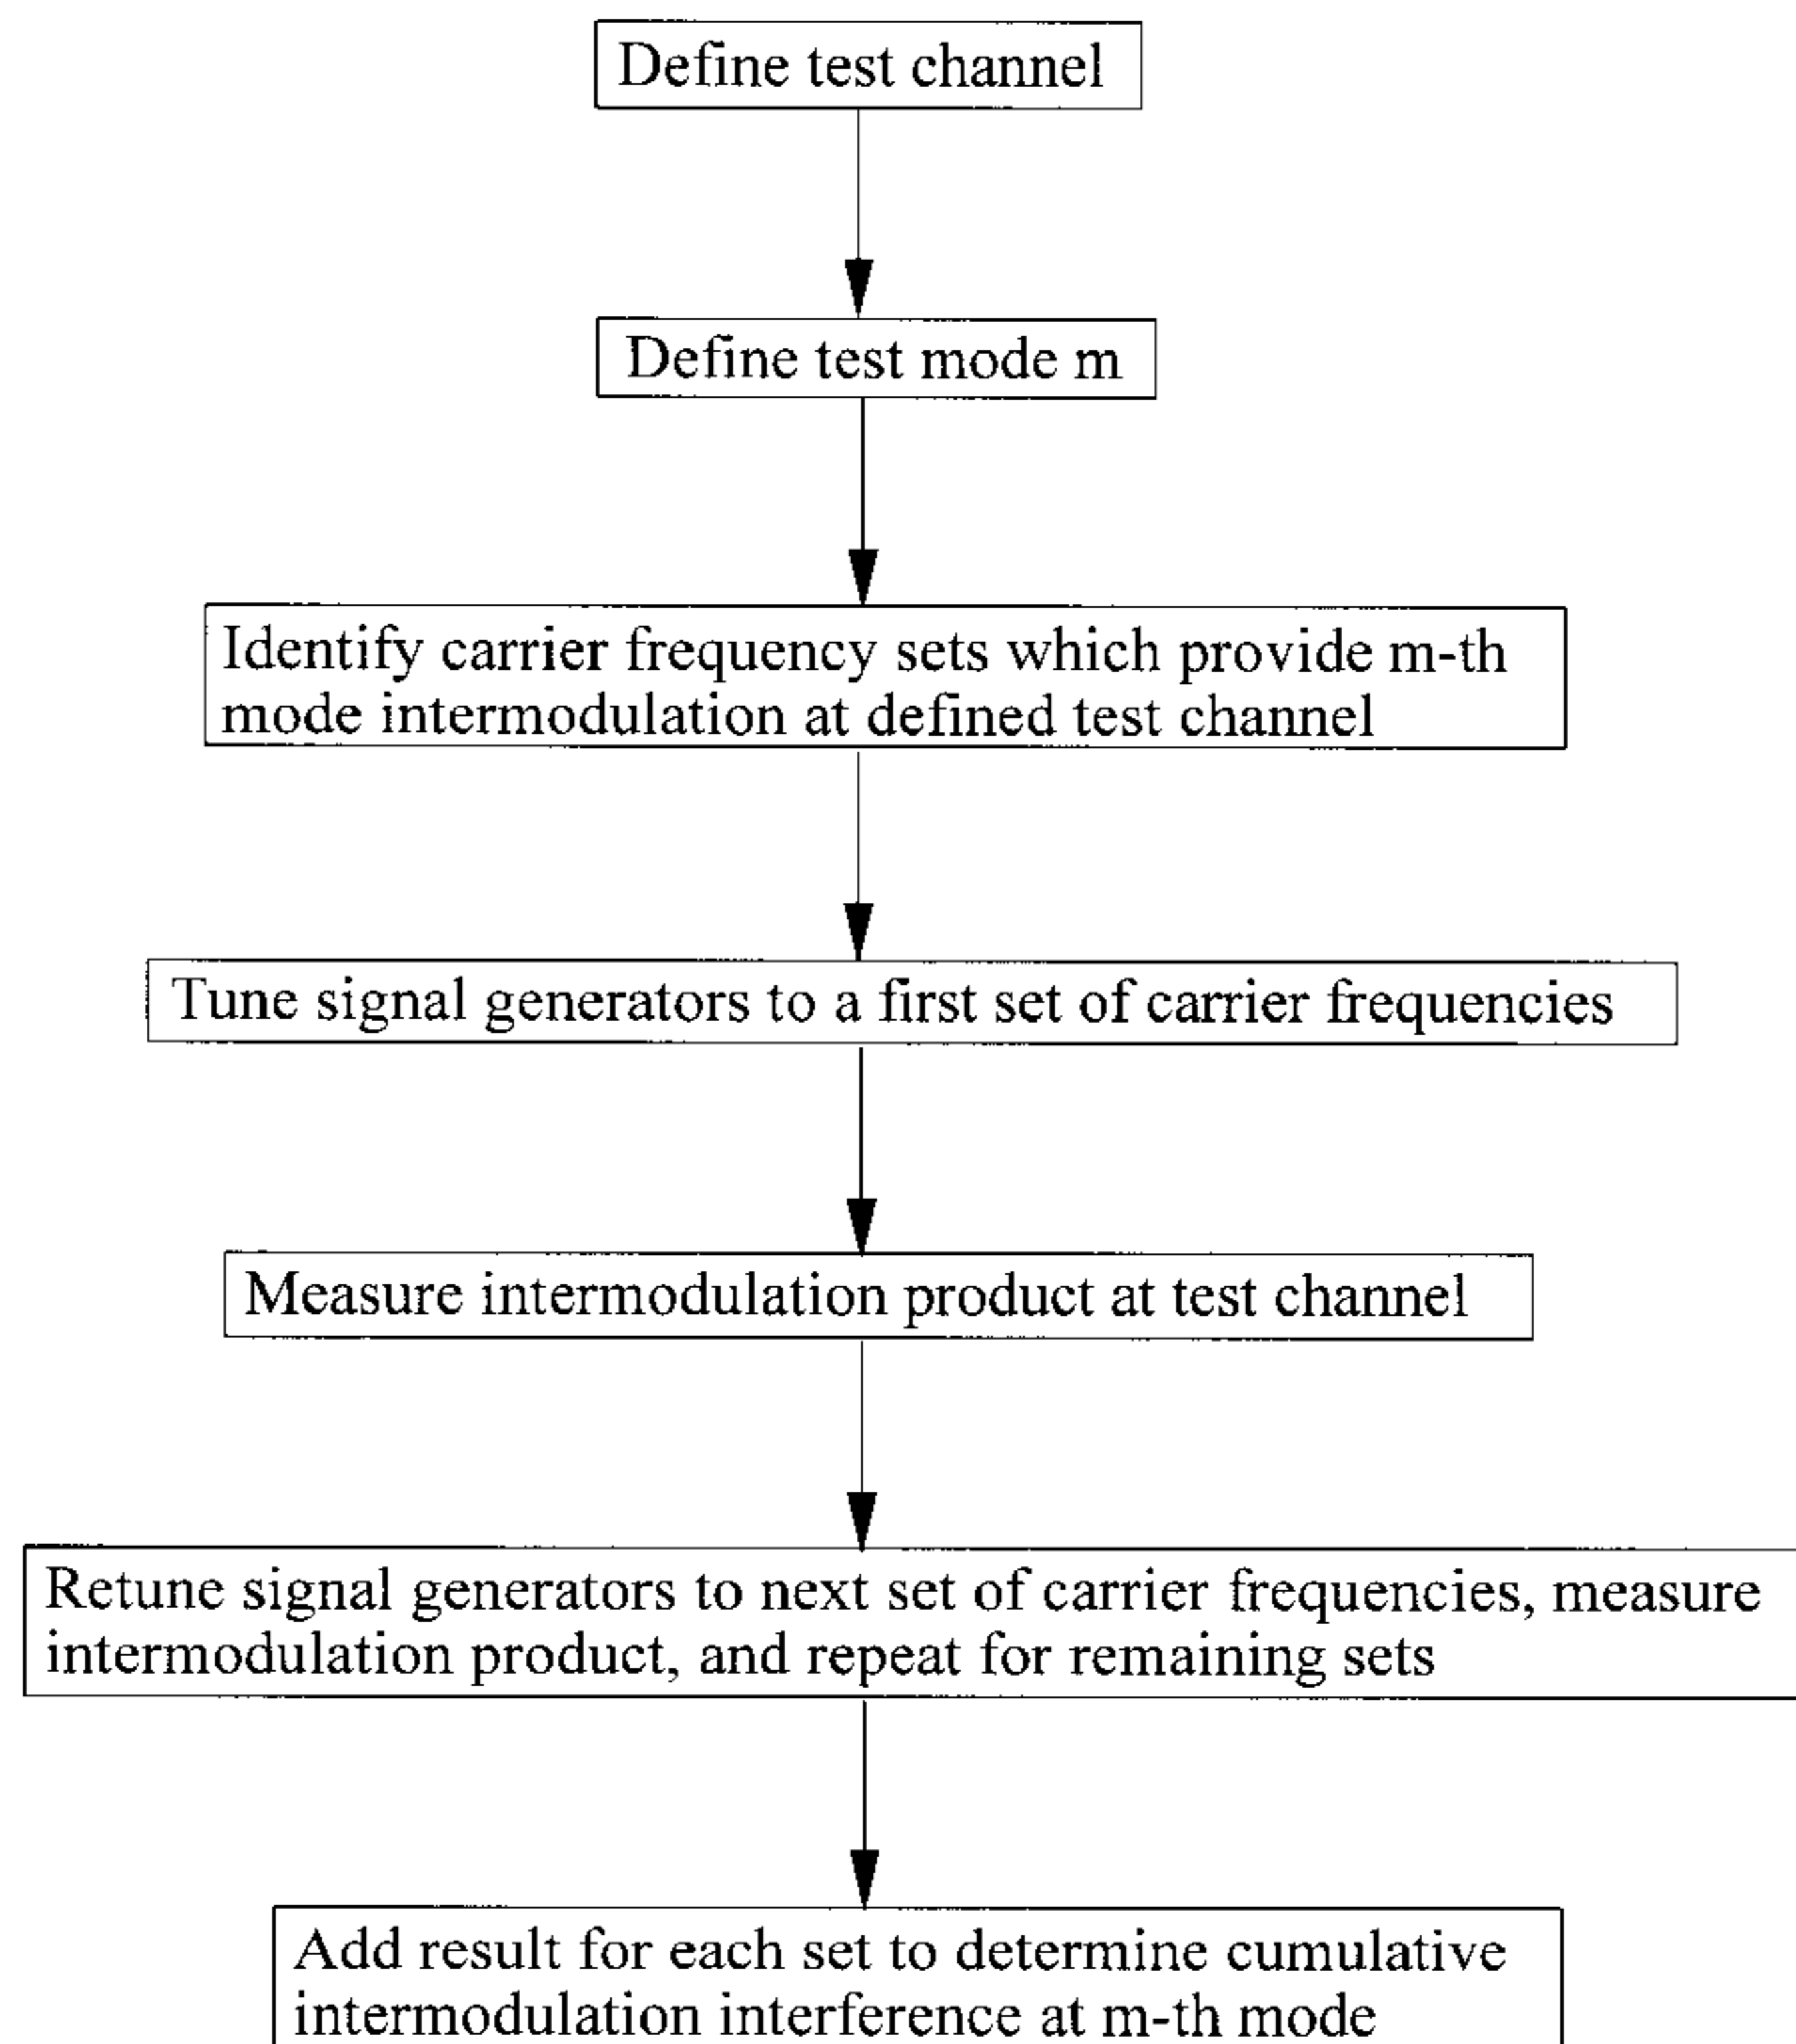 Define test channel
Define test mode m
Identify carrier frequency sets which provide m-th
mode intermodulation at defined test channel
Tune signal generators to a first set of carrier frequencies
Measure intermodulation product at test channel
Retune signal generators to next set of carrier frequencies, measure
intermodulation product, and repeat for remaining sets
Add result for each set to determine cumulative
intermodulation interference at m-th mode